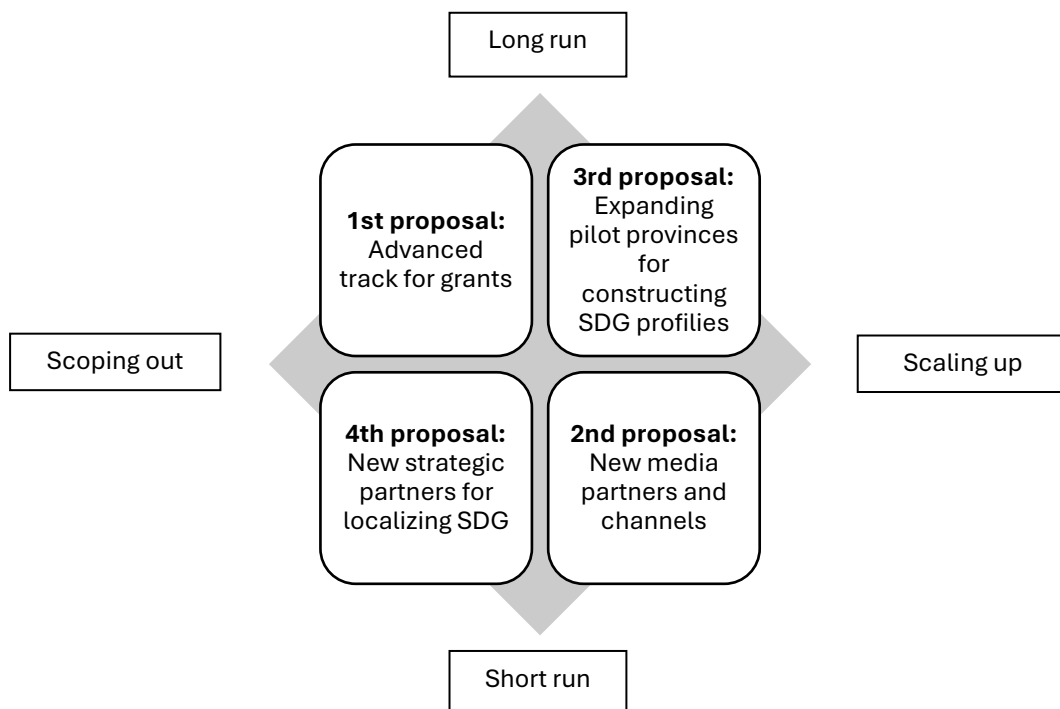 Long run
1st proposal:
Advanced
track for grants
3rd proposal:
Expanding
pilot provinces
for
constructing
SDG profilies
Scoping out
Scaling up
4th proposal:
New strategic
partners for
localizing SDG
2nd proposal:
New media
partners and
channels
Short run